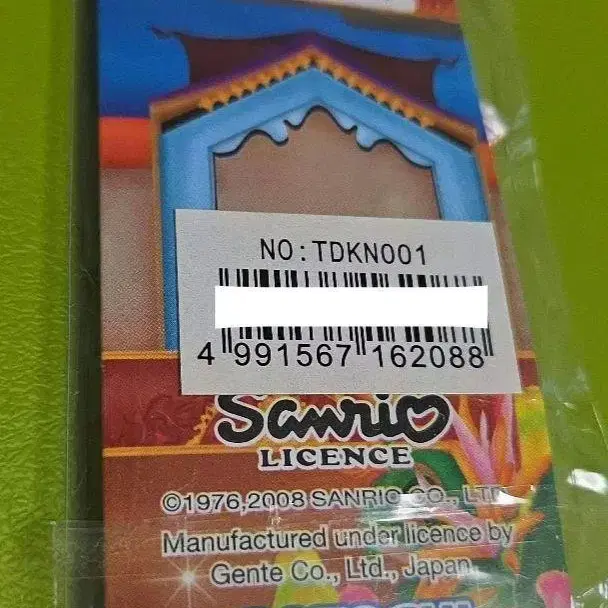 NO:TDKN001
4 991567 162088
Sanrio
LICENCE
©1976,2008 SANRIO CO., LTD
Manufactured under licence by
Gente Co., Ltd., Japan